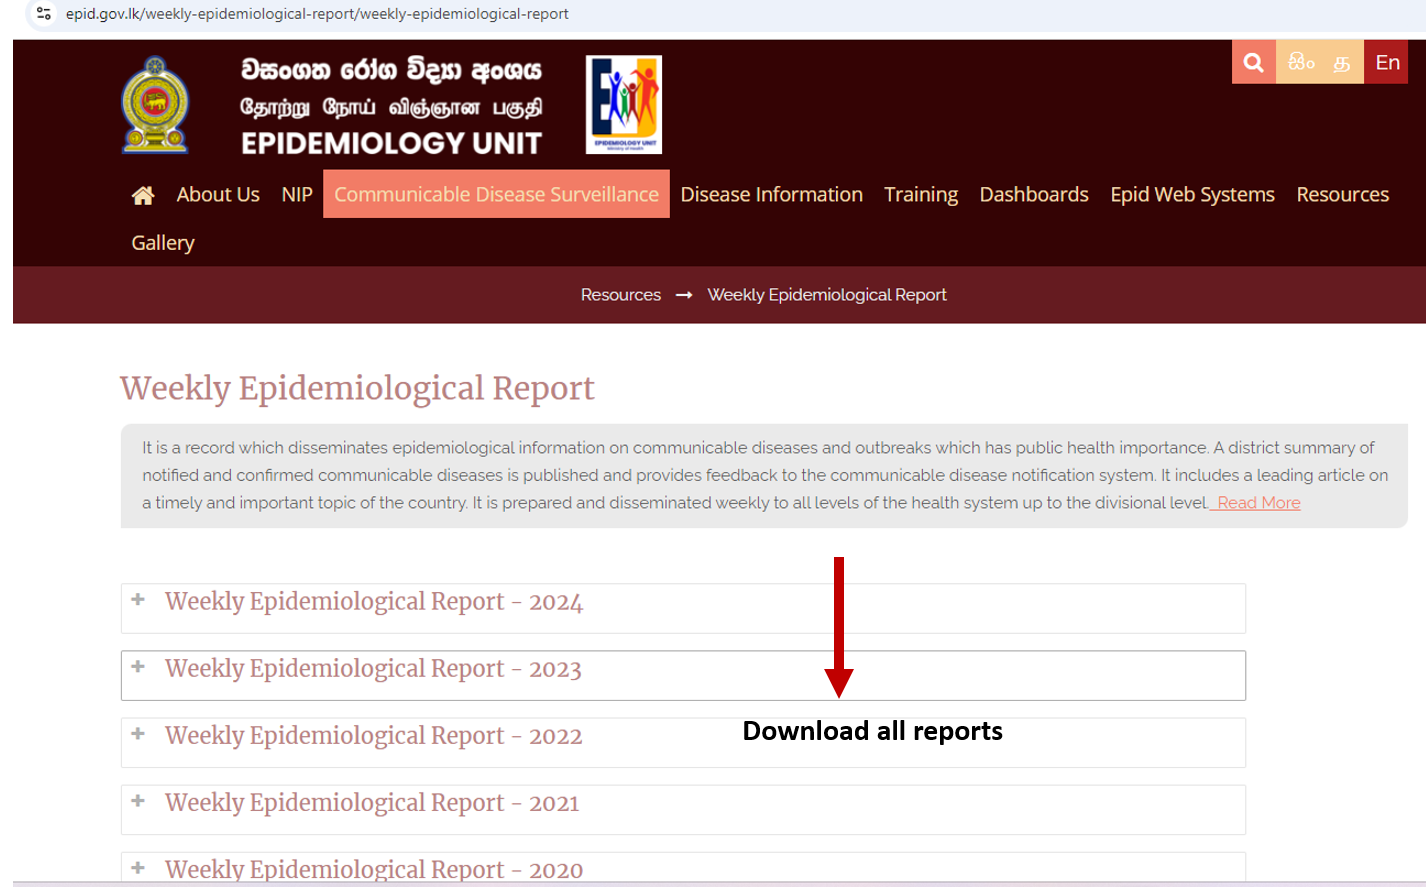 epid.gov.lk/weekly-epidemiological-report/weekly-epidemiological-report
වසංගත රෝග විද්‍යා අංශය
தோற்று நோய் விஞ்ஞான பகுதி
EPIDEMIOLOGY UNIT
EPIDEMIOLOGY UNIT
Ministry of Health
සිං த En
About Us NIP Communicable Disease Surveillance Disease Information Training Dashboards Epid Web Systems Resources
Gallery
Resources → Weekly Epidemiological Report
Weekly Epidemiological Report
It is a record which disseminates epidemiological information on communicable diseases and outbreaks which has public health importance. A district summary of
notified and confirmed communicable diseases is published and provides feedback to the communicable disease notification system. It includes a leading article on
a timely and important topic of the country. It is prepared and disseminated weekly to all levels of the health system up to the divisional level. Read More
+ Weekly Epidemiological Report - 2024
+ Weekly Epidemiological Report - 2023
+ Weekly Epidemiological Report - 2022
Download all reports
+ Weekly Epidemiological Report - 2021
+ Weekly Epidemiological Report - 2020